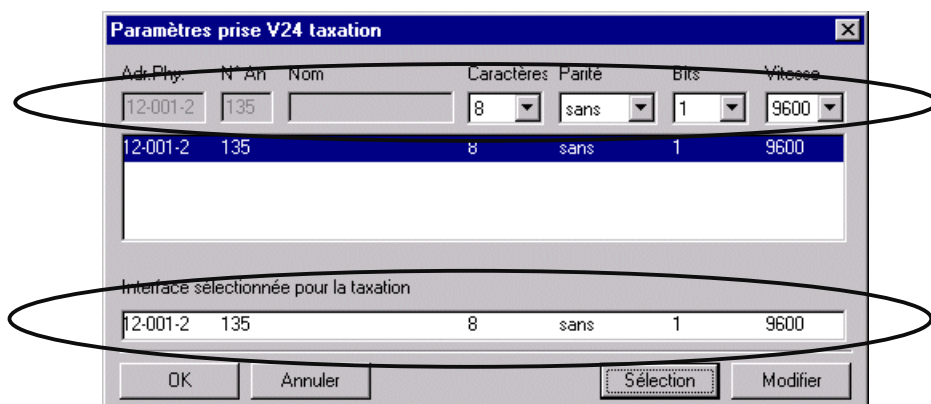 Paramètres prise V24 taxation
Adr.Phy. N° An Nom Caractères Parité Bits Vitesse
12-001-2 135 8 sans 1 9600
12-001-2 135 8 sans 1 9600
Interface sélectionnée pour la taxation
12-001-2 135 8 sans 1 9600
OK Annuler Sélection Modifier